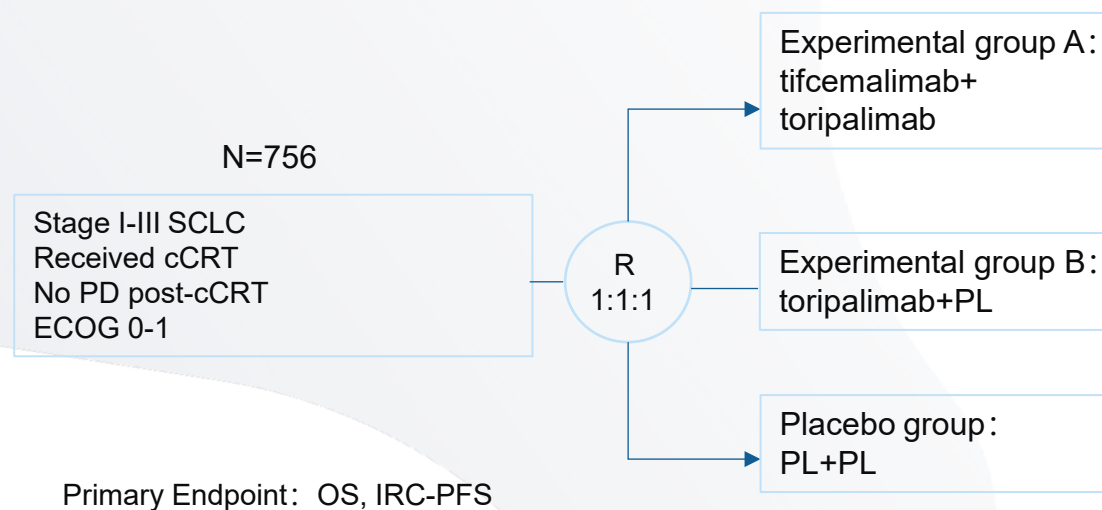 N=756
Stage I-III SCLC
Received cCRT
No PD post-cCRT
ECOG 0-1
R
1:1:1
Experimental group A：
tifcemalimab+
toripalimab
Experimental group B：
toripalimab+PL
Placebo group：
PL+PL
Primary Endpoint：OS, IRC-PFS